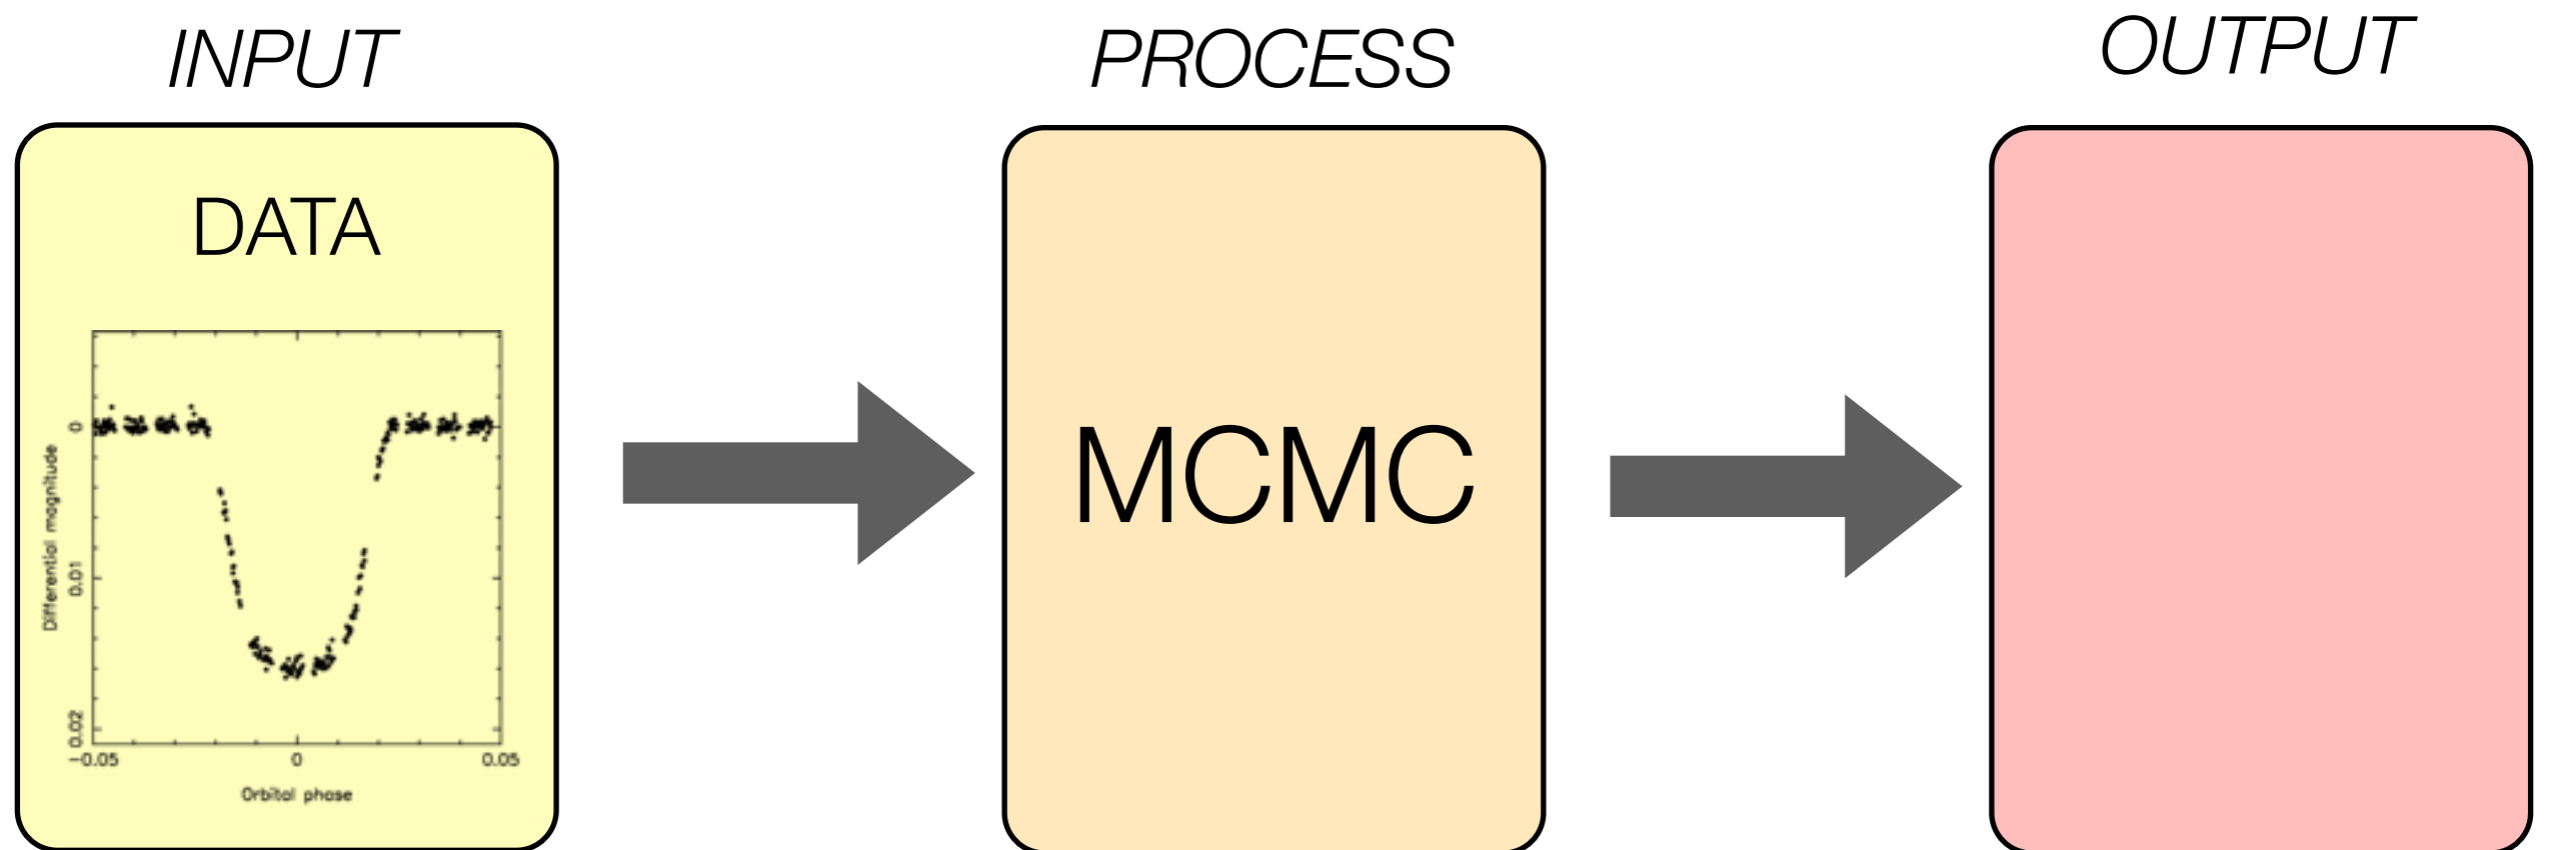 INPUT
PROCESS
OUTPUT
DATA
MCMC
Differential magnitude
0
0.01
0.02
−0.05
0
0.05
Orbital phase